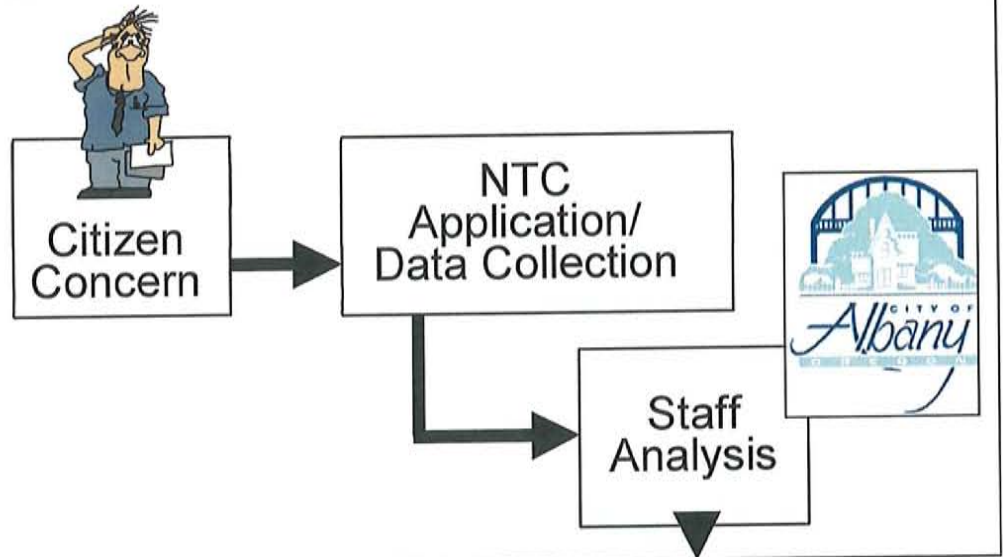 Citizen
Concern
NTC
Application/
Data Collection
CITY OF
Albany
OREGON
Staff
Analysis